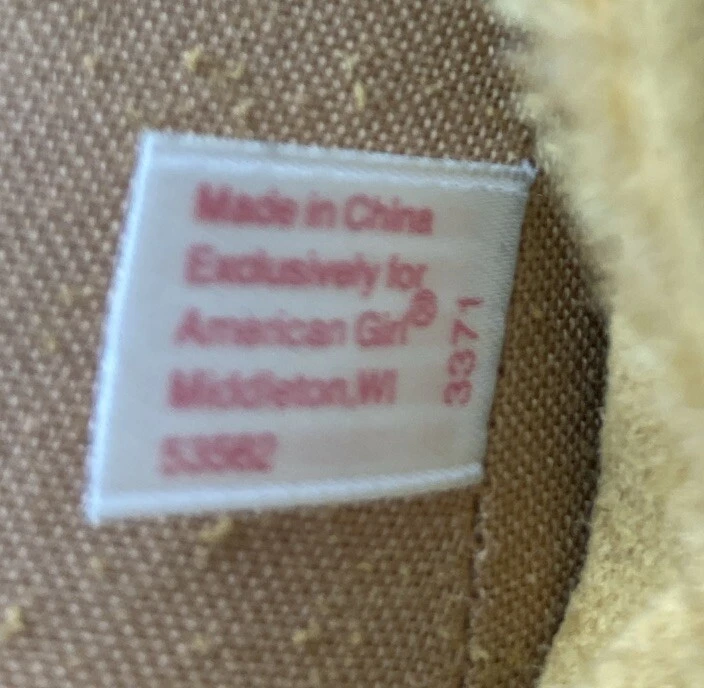 Made in China
Exclusively for
American Girl®
Middleton, WI
53562
3371